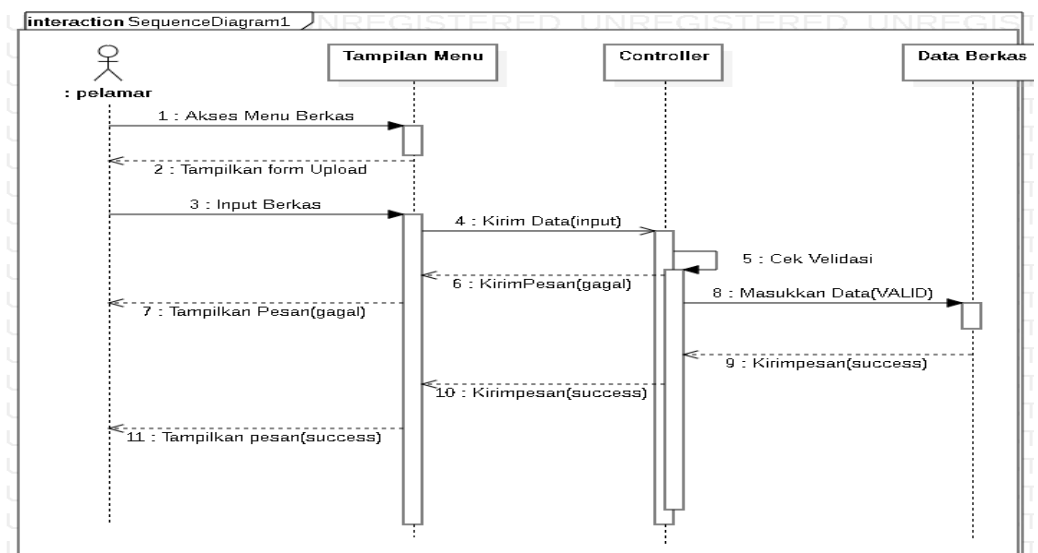 interaction SequenceDiagram1
UNREGISTERED UNREGIST
Tampilan Menu
Controller
Data Berkas
: pelamar
1 : Akses Menu Berkas
2 : Tampilkan form Upload
3 : Input Berkas
4 : Kirim Data(input)
5 : Cek Velidasi
6 : KirimPesan(gagal)
7 : Tampilkan Pesan(gagal)
8 : Masukkan Data(VALID)
9 : Kirimpesan(success)
10 : Kirimpesan(success)
11 : Tampilkan pesan(success)